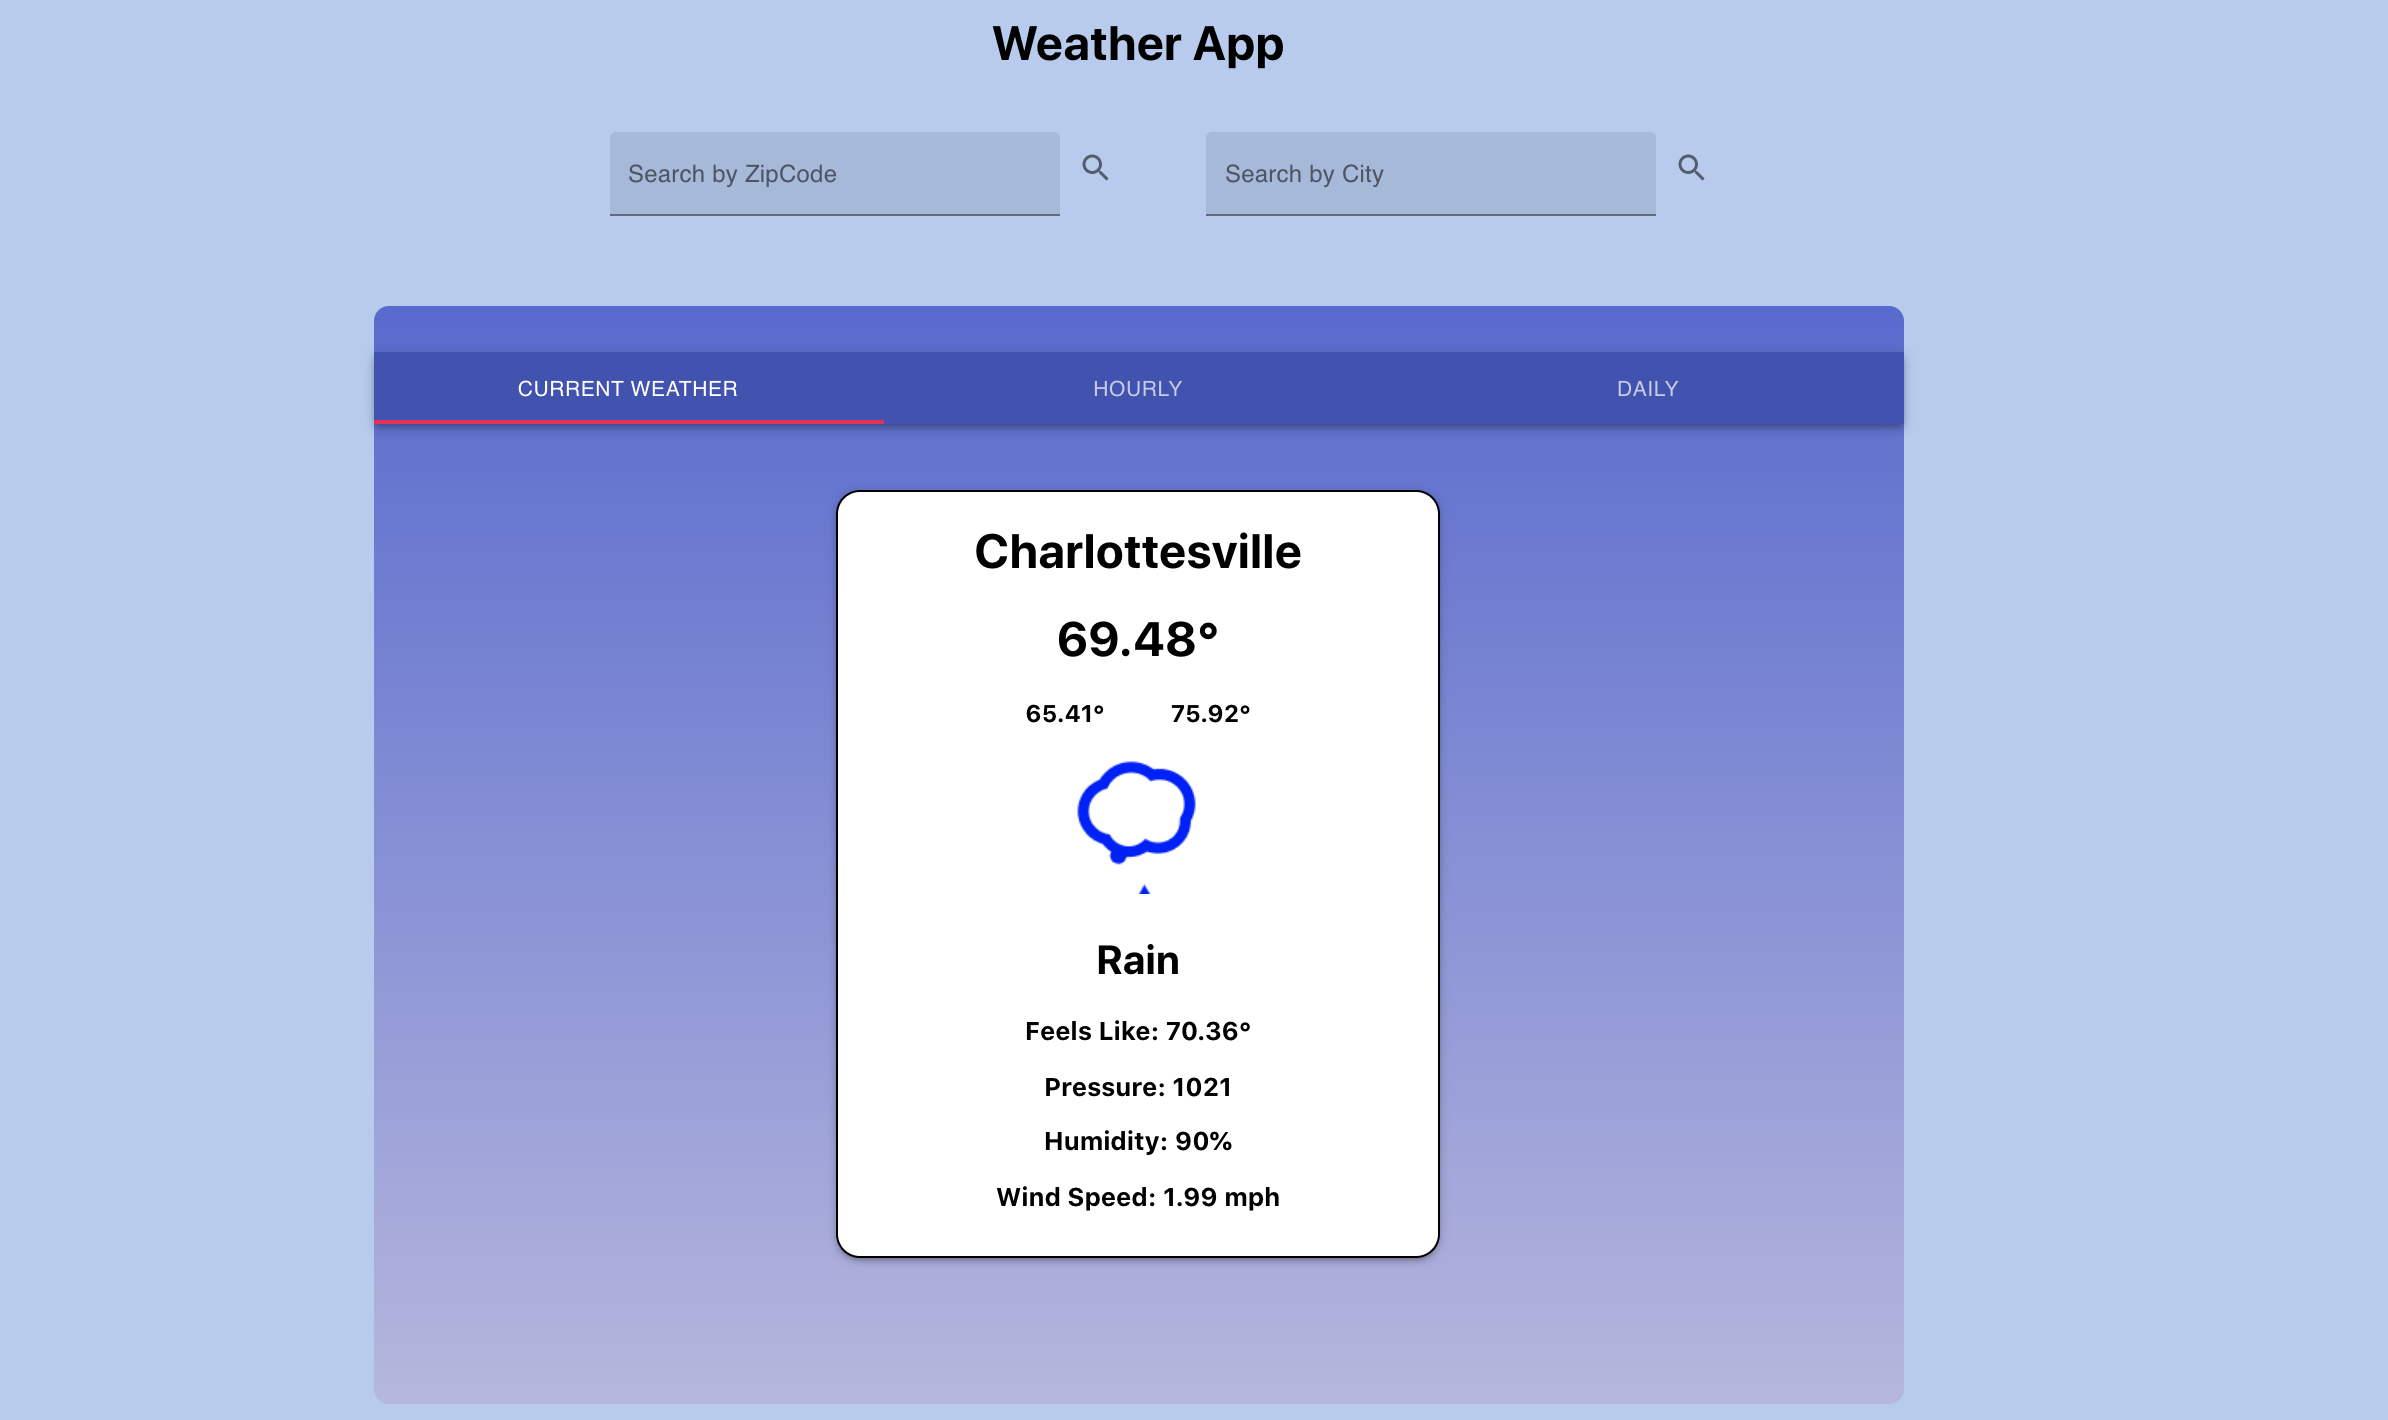 Weather App
Search by ZipCode
Search by City
CURRENT WEATHER
HOURLY
DAILY
Charlottesville
69.48°
65.41° 75.92°
Rain
Feels Like: 70.36°
Pressure: 1021
Humidity: 90%
Wind Speed: 1.99 mph